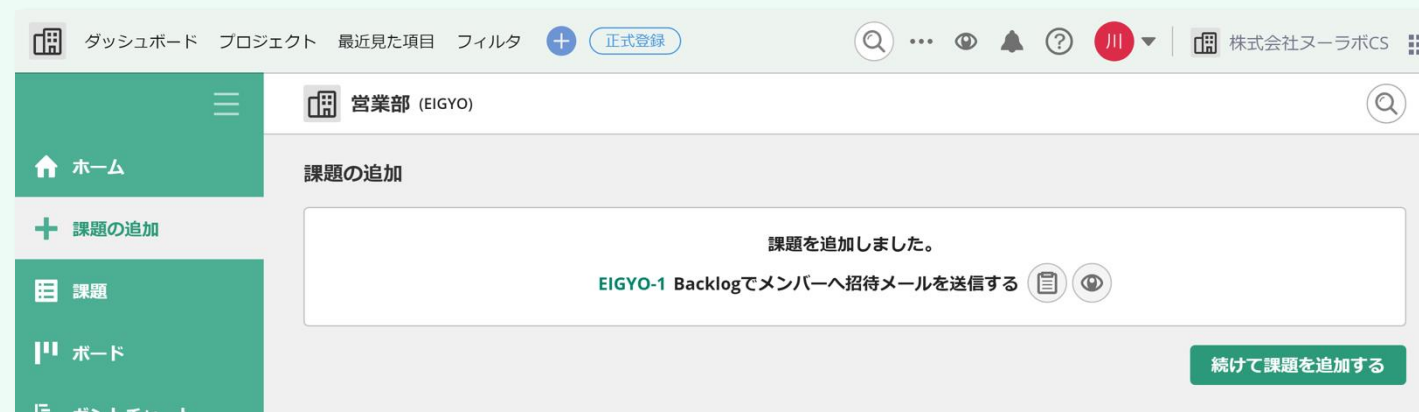 ダッシュボード プロジェクト 最近見た項目 フィルタ 正式登録 川 株式会社ヌーラボCS
営業部 (EIGYO)
ホーム
課題の追加
課題の追加
課題を追加しました。
EIGYO-1 Backlogでメンバーへ招待メールを送信する
課題
ボード
続けて課題を追加する